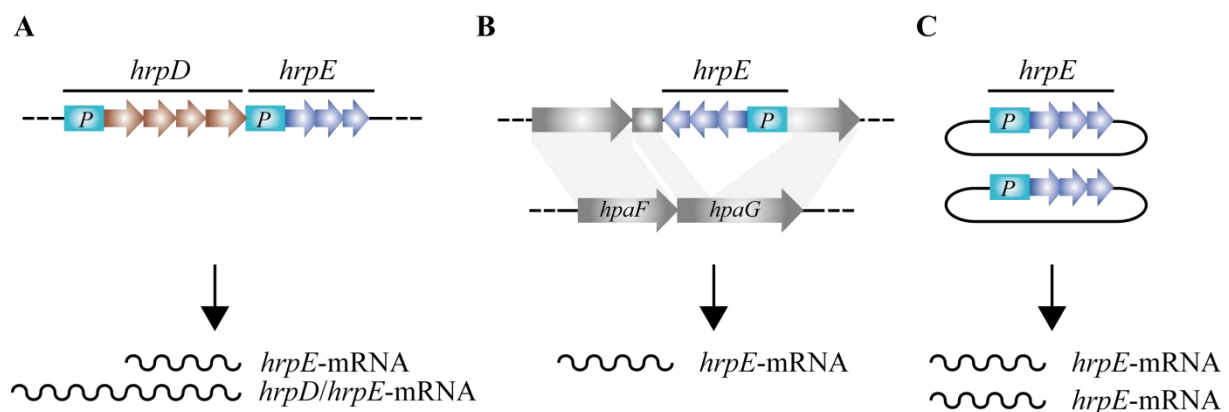 A
hrpD hrpE
P P
hrpE-mRNA
hrpD/hrpE-mRNA
B
hrpE
P
hpaF hpaG
hrpE-mRNA
C
hrpE
P
P
hrpE-mRNA
hrpE-mRNA